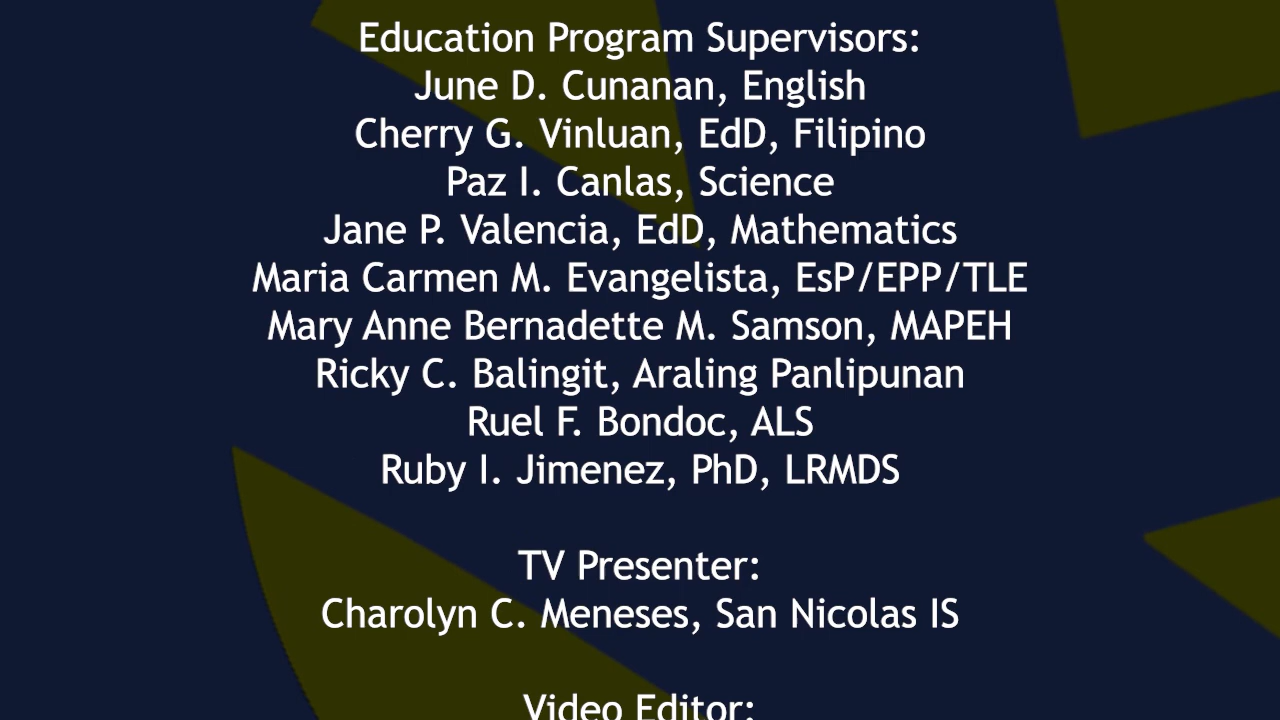 Education Program Supervisors:
June D. Cunanan, English
Cherry G. Vinluan, EdD, Filipino
Paz I. Canlas, Science
Jane P. Valencia, EdD, Mathematics
Maria Carmen M. Evangelista, EsP/EPP/TLE
Mary Anne Bernadette M. Samson, MAPEH
Ricky C. Balingit, Araling Panlipunan
Ruel F. Bondoc, ALS
Ruby I. Jimenez, PhD, LRMDS
TV Presenter:
Charolyn C. Meneses, San Nicolas IS
Video Editor: